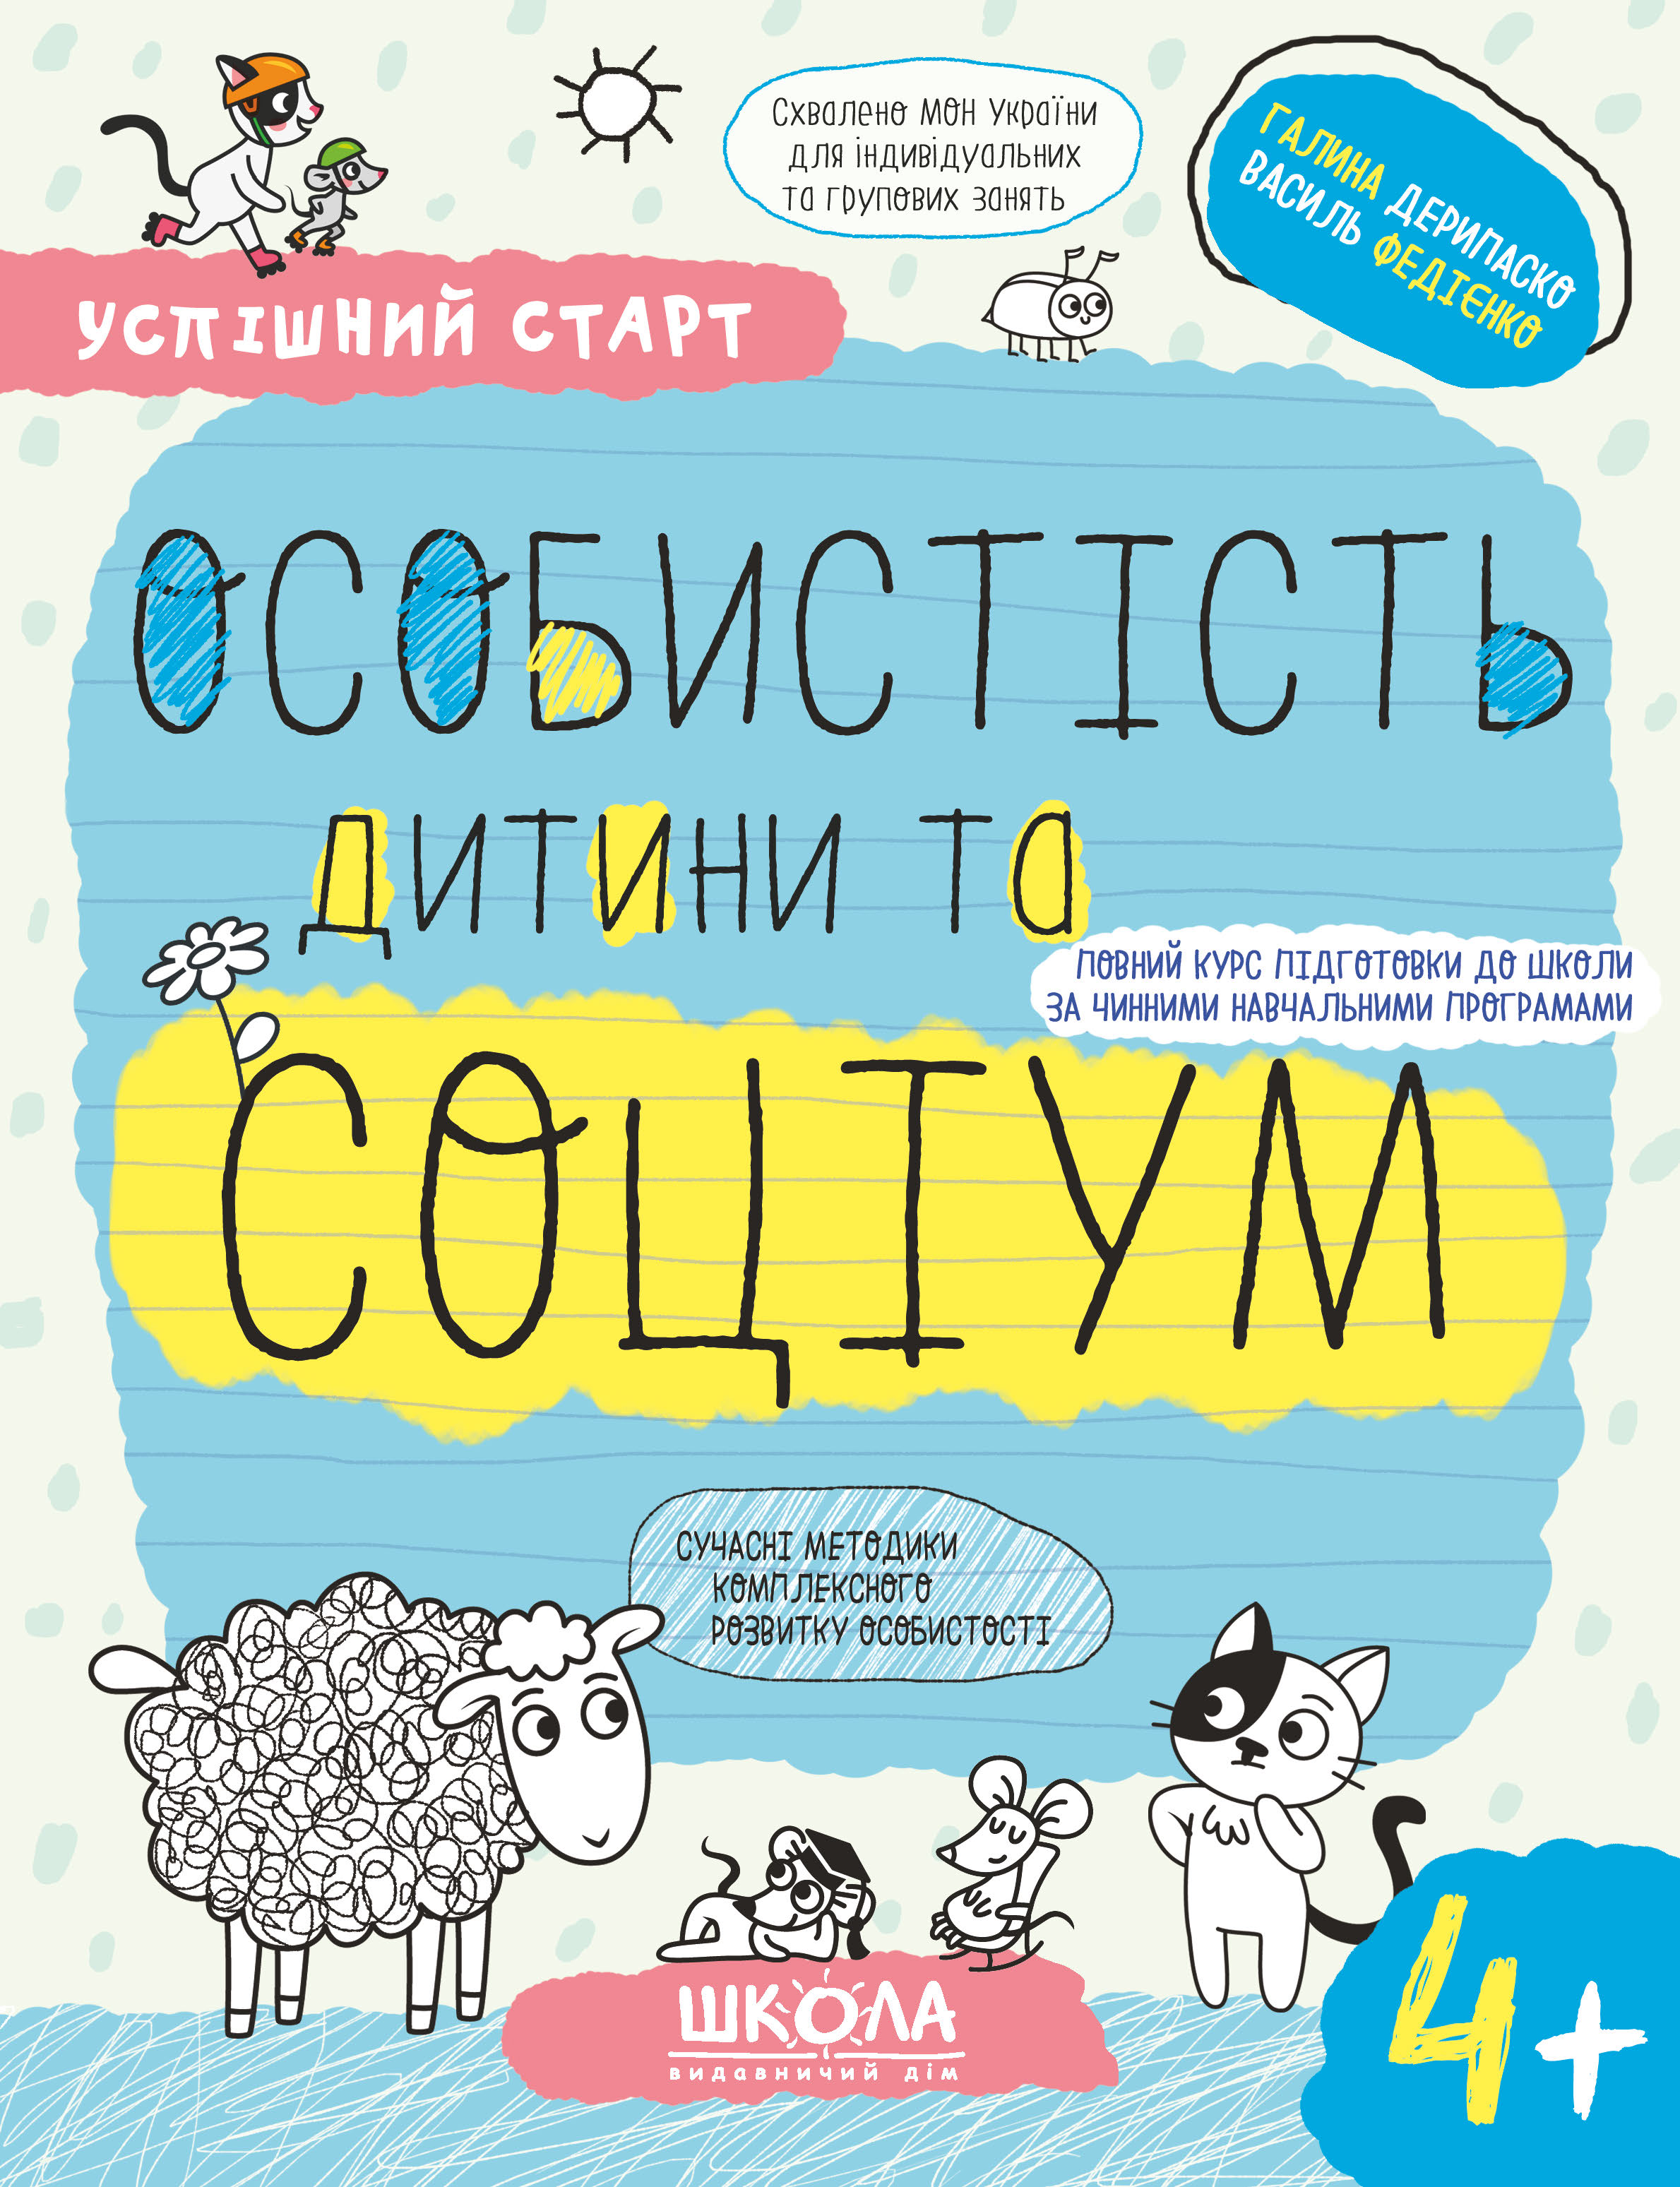 Схвалено МОН України
для індивідуальних
та групових занять
ГАЛИНА ДЕРИПАСКО
ВАСИЛЬ ФЕДІЄНКО
УСПІШНИЙ СТАРТ
ОСОБИСТІСТЬ
ДИТИНИ ТА
ПОВНИЙ КУРС ПІДГОТОВКИ ДО ШКОЛИ
ЗА ЧИННИМИ НАВЧАЛЬНИМИ ПРОГРАМАМИ
СОЦІУМ
СУЧАСНІ МЕТОДИКИ
КОМПЛЕКСНОГО
РОЗВИТКУ ОСОБИСТОСТІ
ШКОЛА
видавничий дім
4+